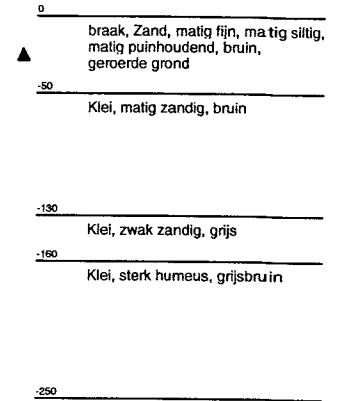 0
braak, Zand, matig fijn, matig siltig,
matig puinhoudend, bruin,
geroerde grond
-50
Klei, matig zandig, bruin
-130
Klei, zwak zandig, grijs
-160
Klei, sterk humeus, grijsbruin
-250